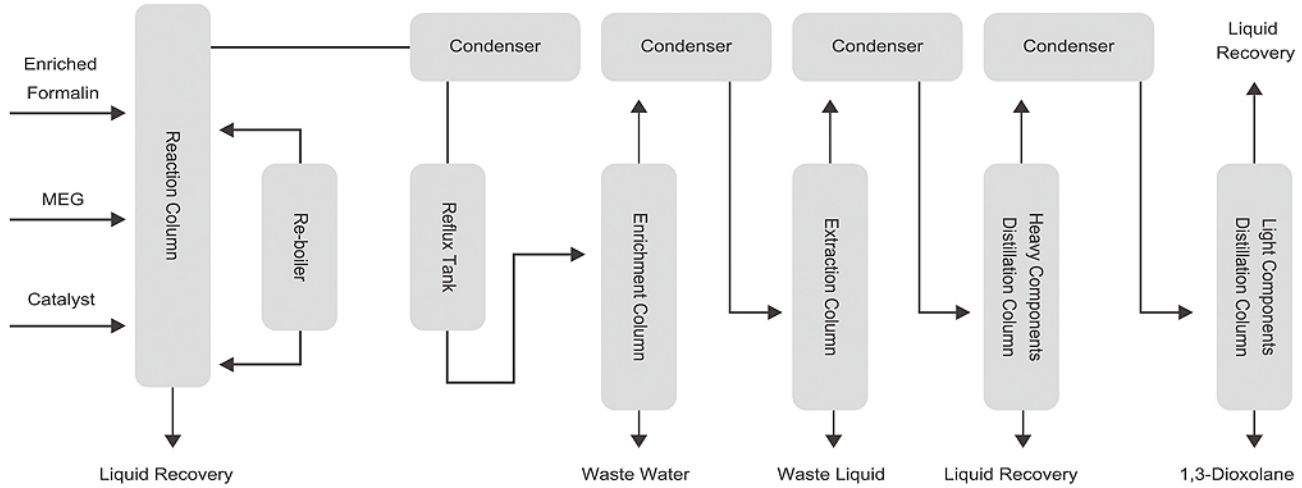 Enriched
Formalin
MEG
Catalyst
Reaction Column
Re-boiler
Liquid Recovery
Condenser
Reflux Tank
Condenser
Enrichment Column
Waste Water
Condenser
Extraction Column
Waste Liquid
Condenser
Heavy Components
Distillation Column
Liquid Recovery
Liquid
Recovery
Light Components
Distillation Column
1,3-Dioxolane